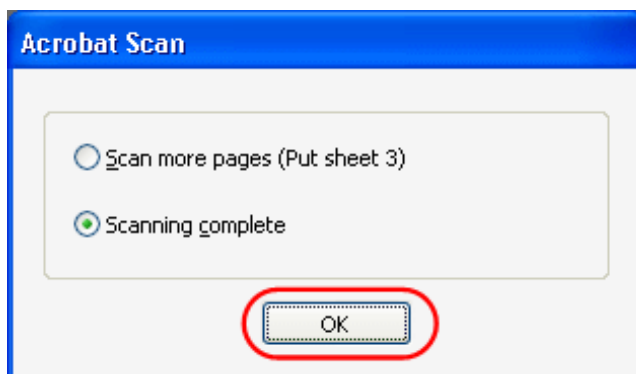 Acrobat Scan
Scan more pages (Put sheet 3)
Scanning complete
OK